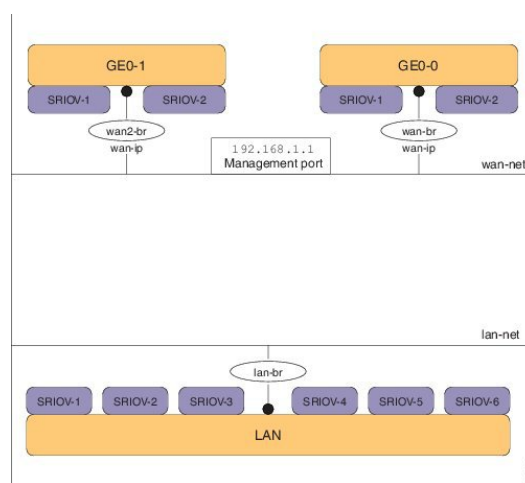 GE0-1
GE0-0
SRIOV-1
SRIOV-2
SRIOV-1
SRIOV-2
wan2-br
wan-br
wan-ip
192.168.1.1
wan-ip
Management port
wan-net
lan-net
lan-br
SRIOV-1
SRIOV-2
SRIOV-3
SRIOV-4
SRIOV-5
SRIOV-6
LAN